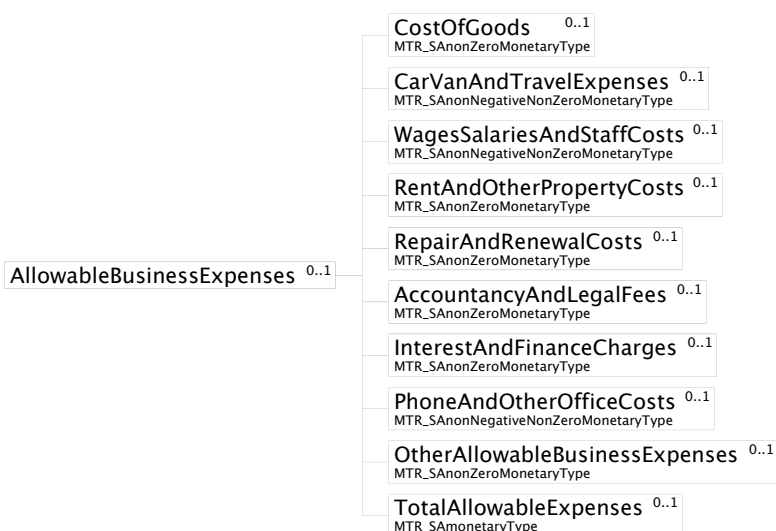 CostOfGoods 0..1
MTR_SAnonZeroMonetaryType
CarVanAndTravelExpenses 0..1
MTR_SAnonNegativeNonZeroMonetaryType
WagesSalariesAndStaffCosts 0..1
MTR_SAnonNegativeNonZeroMonetaryType
RentAndOtherPropertyCosts 0..1
MTR_SAnonZeroMonetaryType
RepairAndRenewalCosts 0..1
MTR_SAnonZeroMonetaryType
AllowableBusinessExpenses 0..1
AccountancyAndLegalFees 0..1
MTR_SAnonZeroMonetaryType
InterestAndFinanceCharges 0..1
MTR_SAnonZeroMonetaryType
PhoneAndOtherOfficeCosts 0..1
MTR_SAnonNegativeNonZeroMonetaryType
OtherAllowableBusinessExpenses 0..1
MTR_SAnonZeroMonetaryType
TotalAllowableExpenses 0..1
MTR_SAmonetaryType